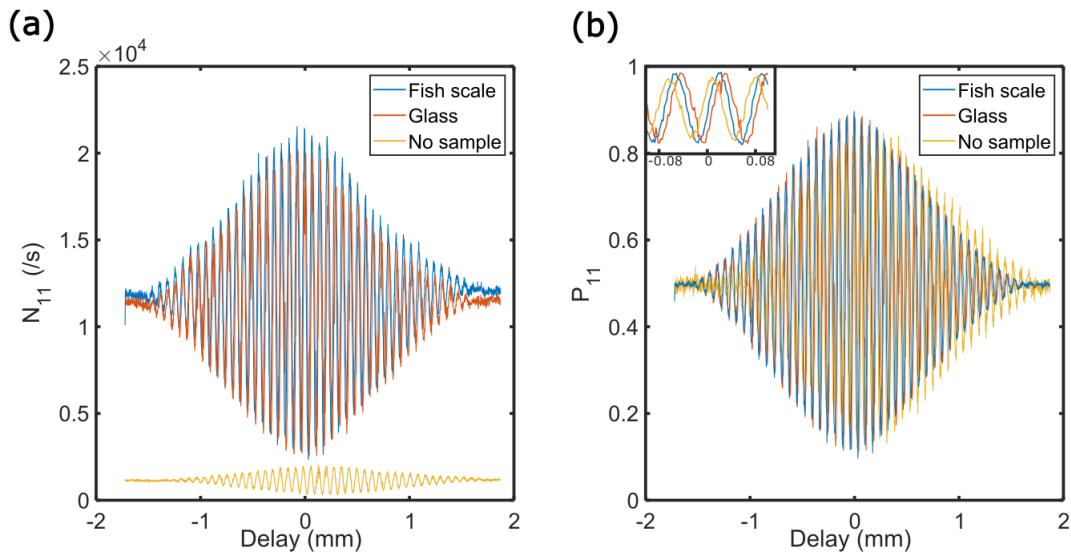 (a)
×10⁴
2.5
2
1.5
1
0.5
0
N₁₁ (/s)
-2
-1
0
1
2
Delay (mm)
Fish scale
Glass
No sample
(b)
1
0.8
0.6
0.4
0.2
0
P₁₁
-2
-1
0
1
2
Delay (mm)
-0.08
0
0.08
Fish scale
Glass
No sample